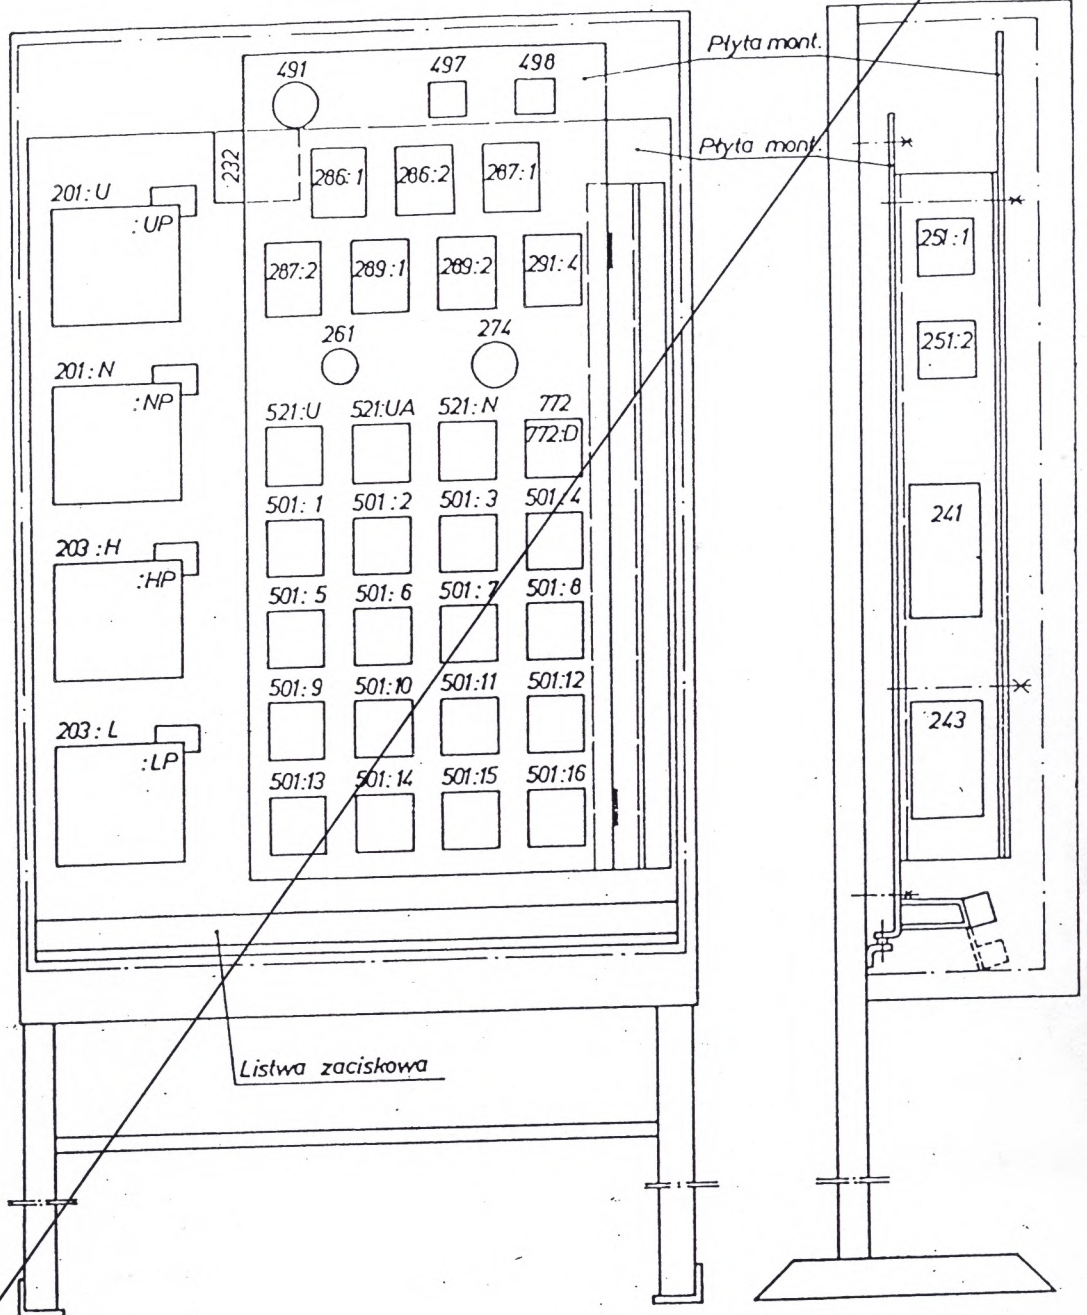 Płyta mont.
491 497 498
Płyta mont.
232
286:1 286:2 287:1
201:U
:UP
251:1
287:2 289:1 289:2 291:4
261 274
251:2
201:N
:NP
521:U 521:UA 521:N 772
772:D
501:1 501:2 501:3 501:4
241
203:H
:HP
501:5 501:6 501:7 501:8
501:9 501:10 501:11 501:12
243
203:L
:LP
501:13 501:14 501:15 501:16
Listwa zaciskowa